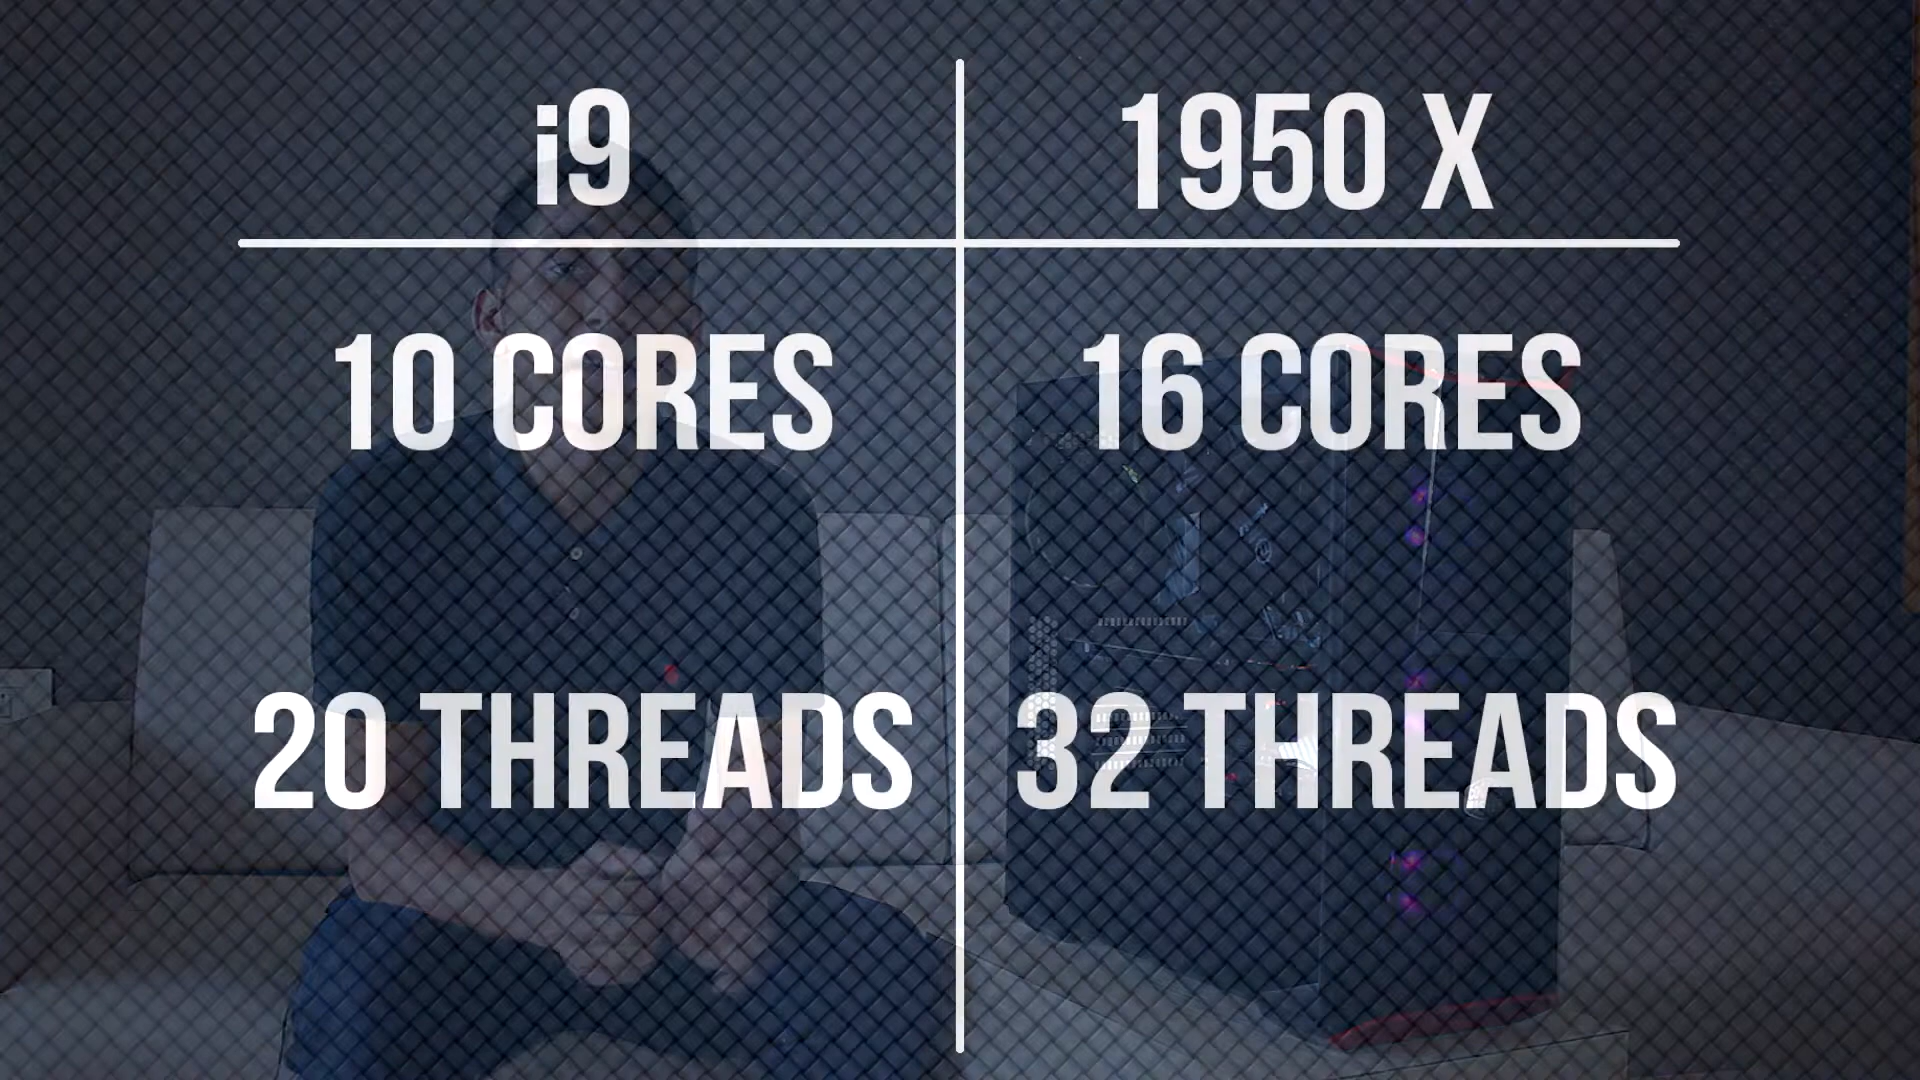 i9
1950 X
10 CORES
16 CORES
20 THREADS
32 THREADS